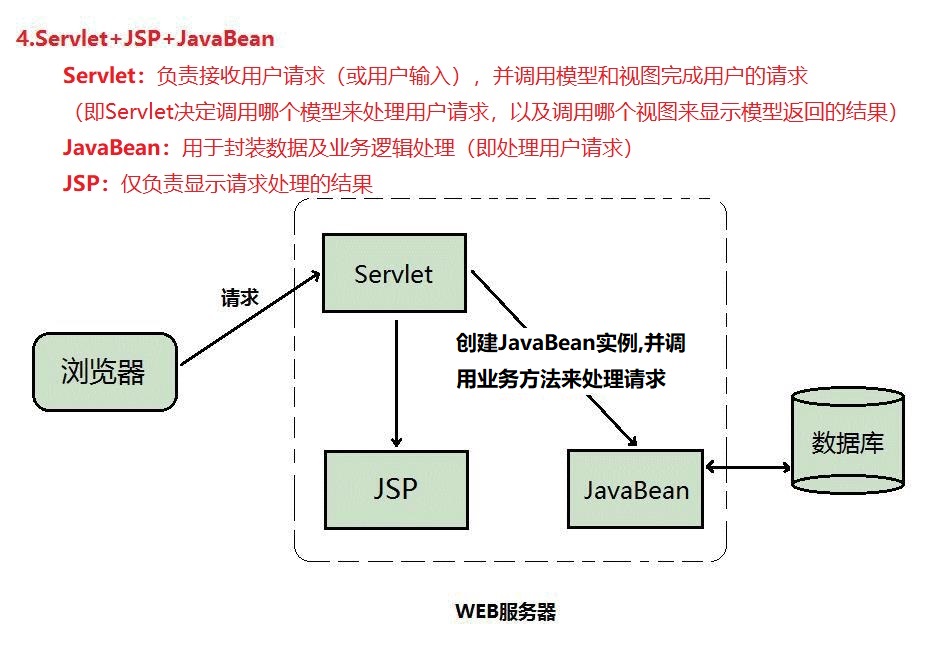 4.Servlet+JSP+JavaBean
Servlet：负责接收用户请求（或用户输入），并调用模型和视图完成用户的请求
（即Servlet决定调用哪个模型来处理用户请求，以及调用哪个视图来显示模型返回的结果）
JavaBean：用于封装数据及业务逻辑处理（即处理用户请求）
JSP：仅负责显示请求处理的结果
Servlet
请求
创建JavaBean实例,并调
用业务方法来处理请求
浏览器
数据库
JSP
JavaBean
WEB服务器